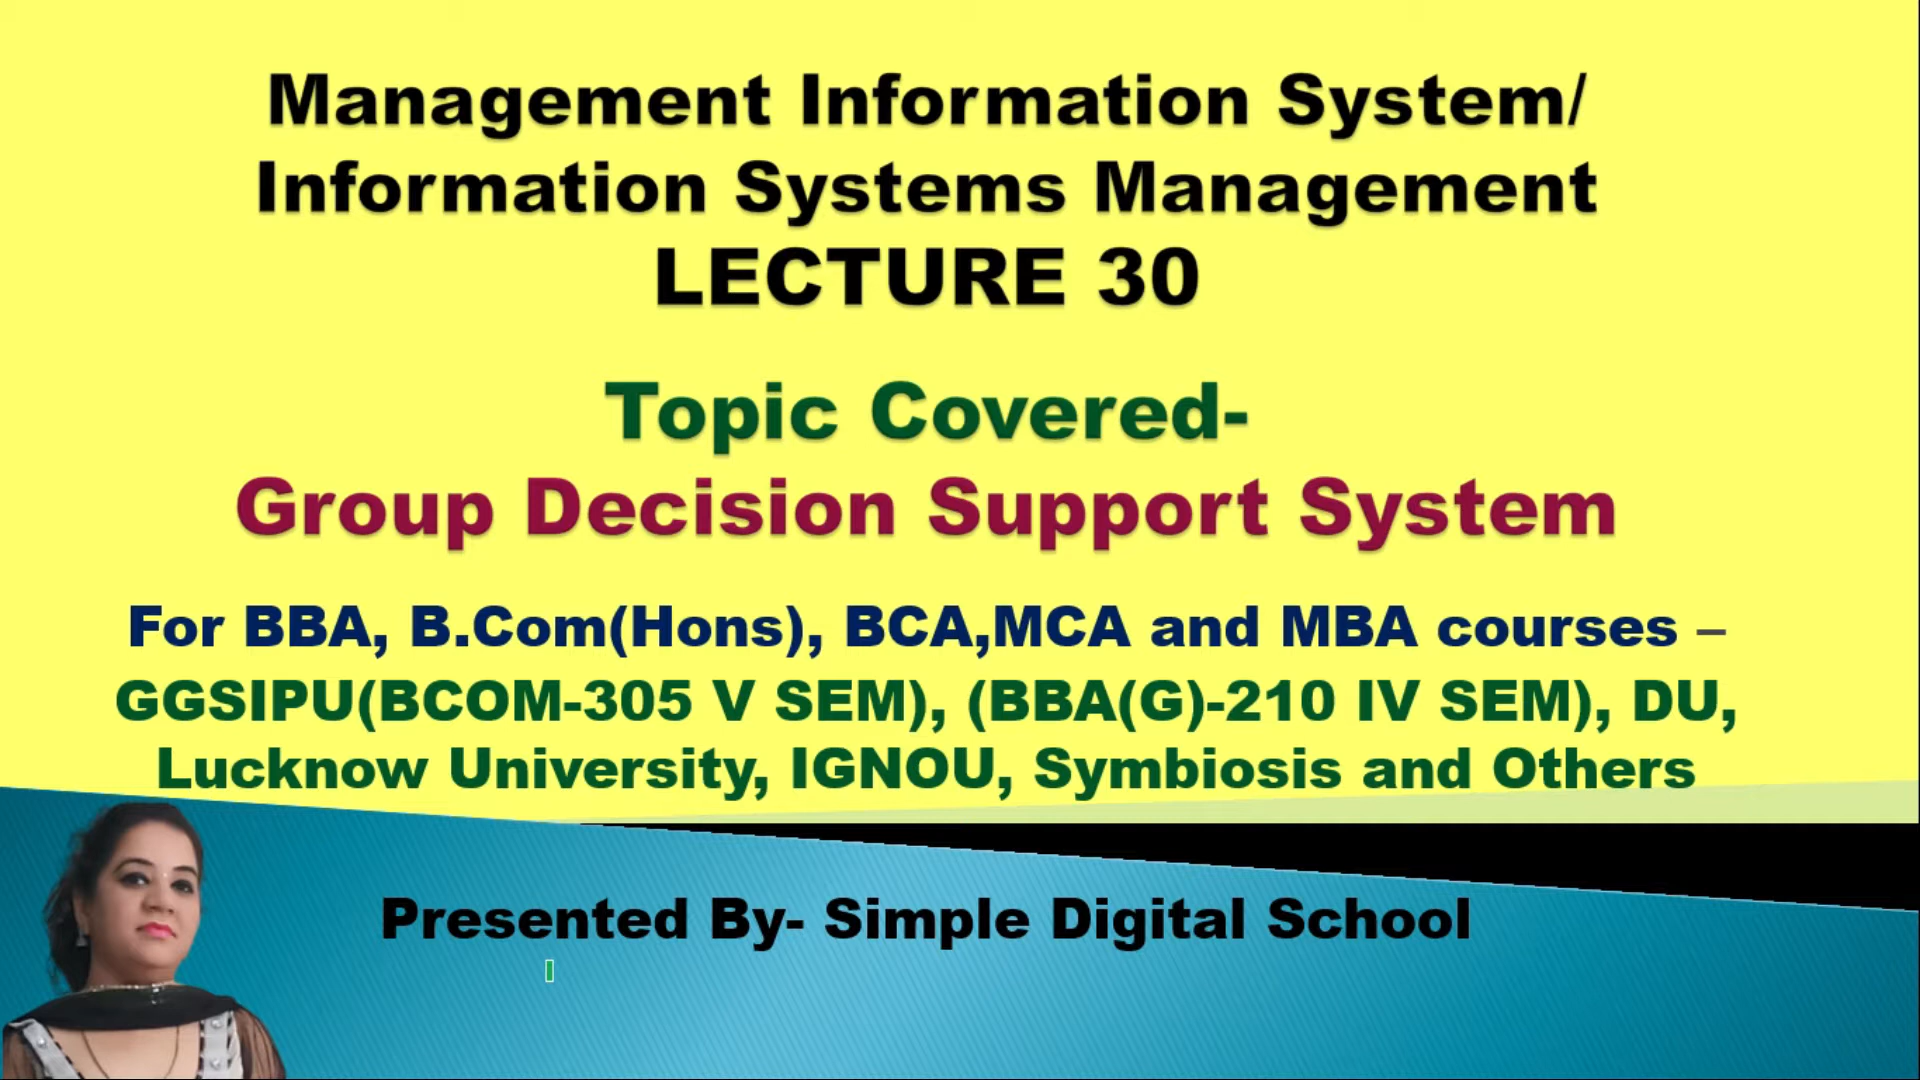 Management Information System/
Information Systems Management
LECTURE 30
Topic Covered-
Group Decision Support System
For BBA, B.Com(Hons), BCA,MCA and MBA courses –
GGSIPU(BCOM-305 V SEM), (BBA(G)-210 IV SEM), DU,
Lucknow University, IGNOU, Symbiosis and Others
Presented By- Simple Digital School